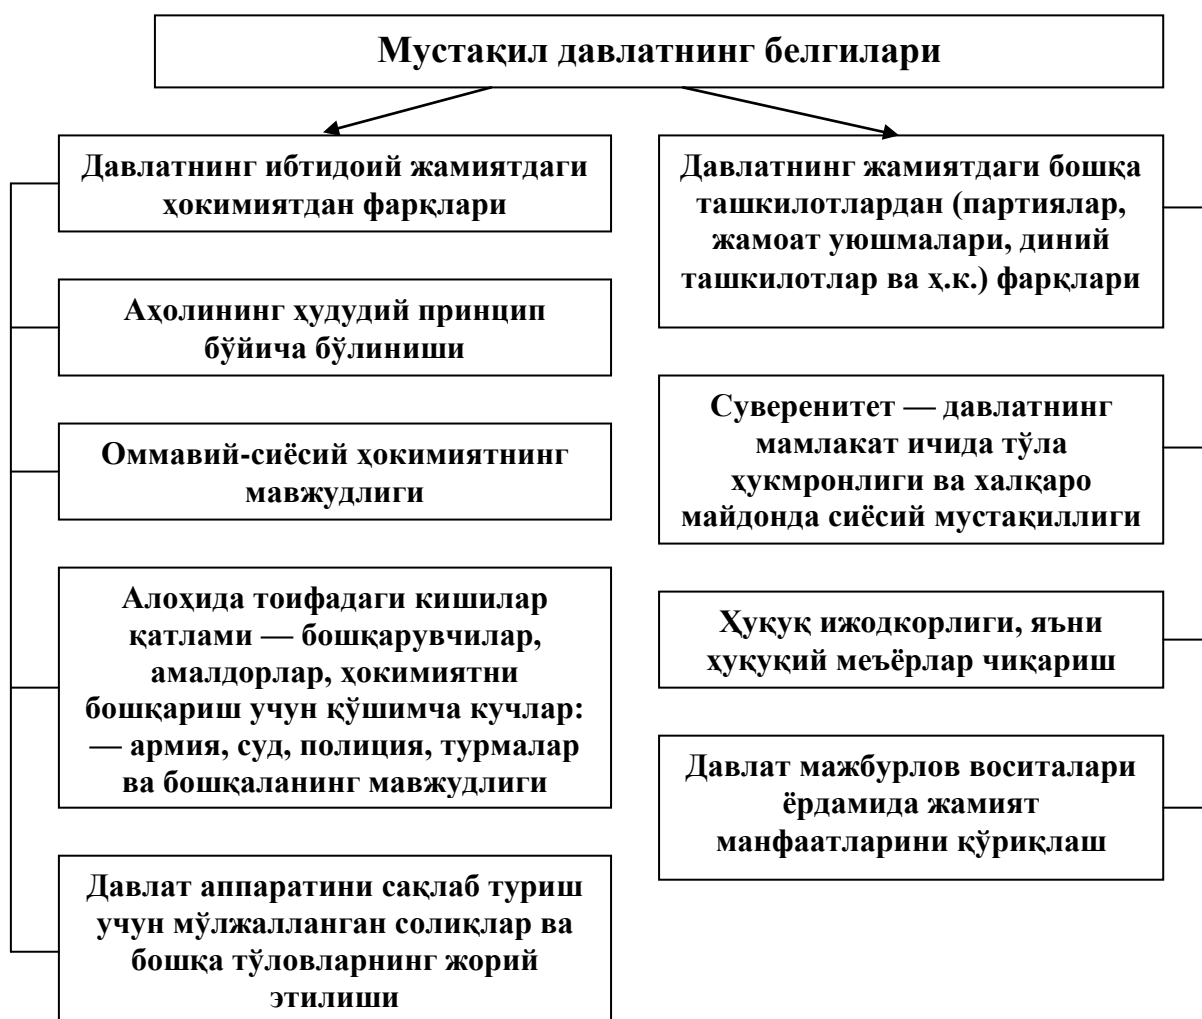 Мустақил давлатнинг белгилари
Давлатнинг ибтидоий жамиятдаги
ҳокимиятдан фарқлари
Аҳолининг ҳудудий принцип
бўйича бўлиниши
Оммавий-сиёсий ҳокимиятнинг
мавжудлиги
Алоҳида тоифадаги кишилар
қатлами — бошқарувчилар,
амалдорлар, ҳокимиятни
бошқариш учун қўшимча кучлар:
— армия, суд, полиция, турмалар
ва бошқаланинг мавжудлиги
Давлат аппаратини сақлаб туриш
учун мўлжалланган солиқлар ва
бошқа тўловларнинг жорий
этилиши
Давлатнинг жамиятдаги бошқа
ташкилотлардан (партиялар,
жамоат уюшмалари, диний
ташкилотлар ва ҳ.к.) фарқлари
Суверенитет — давлатнинг
мамлакат ичида тўла
ҳукмронлиги ва халқаро
майдонда сиёсий мустақиллиги
Ҳуқуқ ижодкорлиги, яъни
ҳуқуқий меъёрлар чиқариш
Давлат мажбурлов воситалари
ёрдамида жамият
манфаатларини қўриқлаш